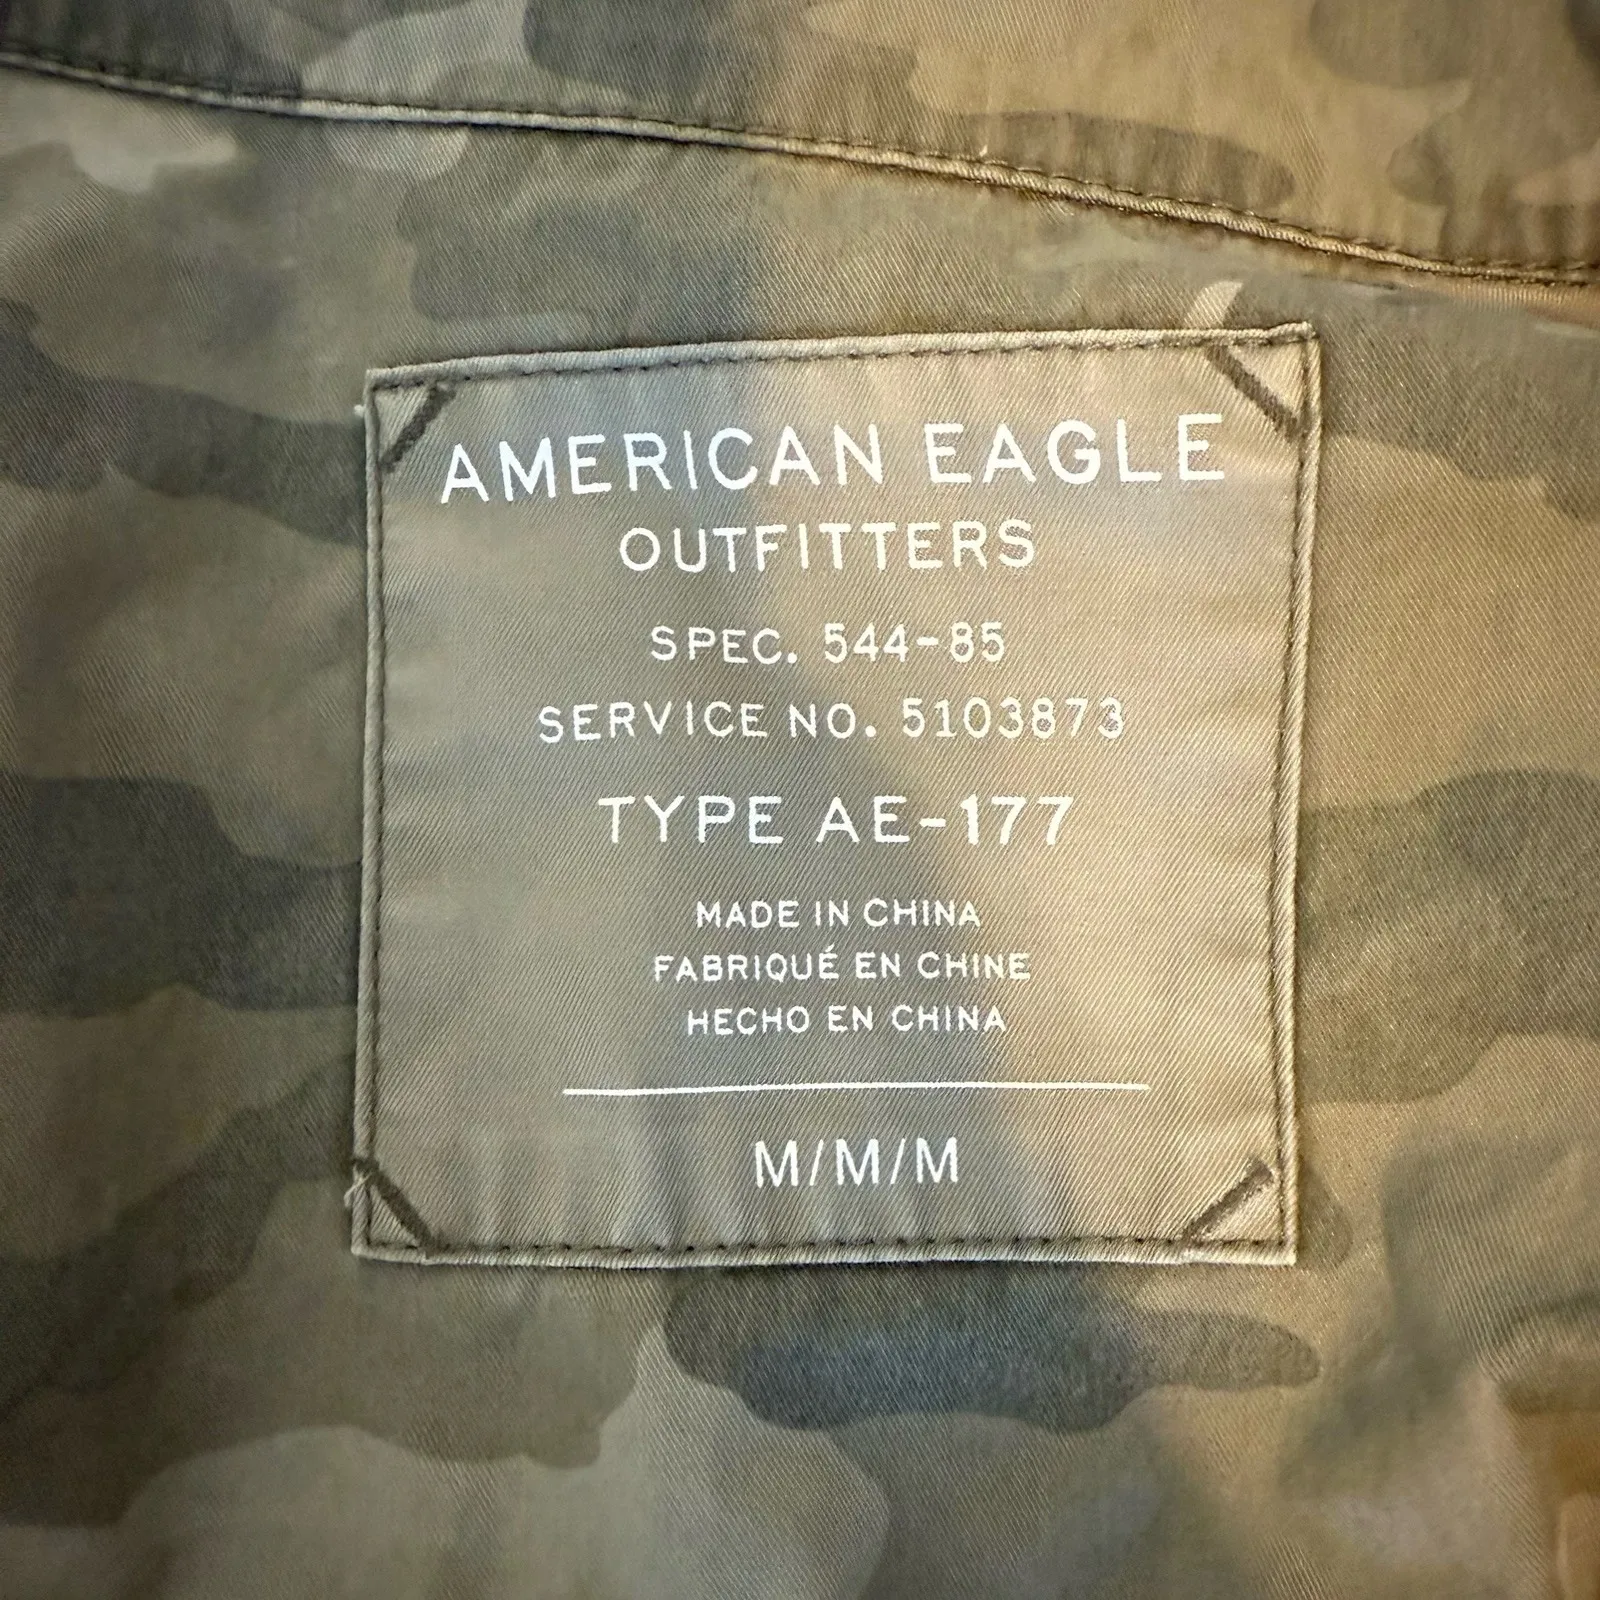 AMERICAN EAGLE
OUTFITTERS
SPEC. 544-85
SERVICE NO. 5103873
TYPE AE-177
MADE IN CHINA
FABRIQUÉ EN CHINE
HECHO EN CHINA
M/M/M